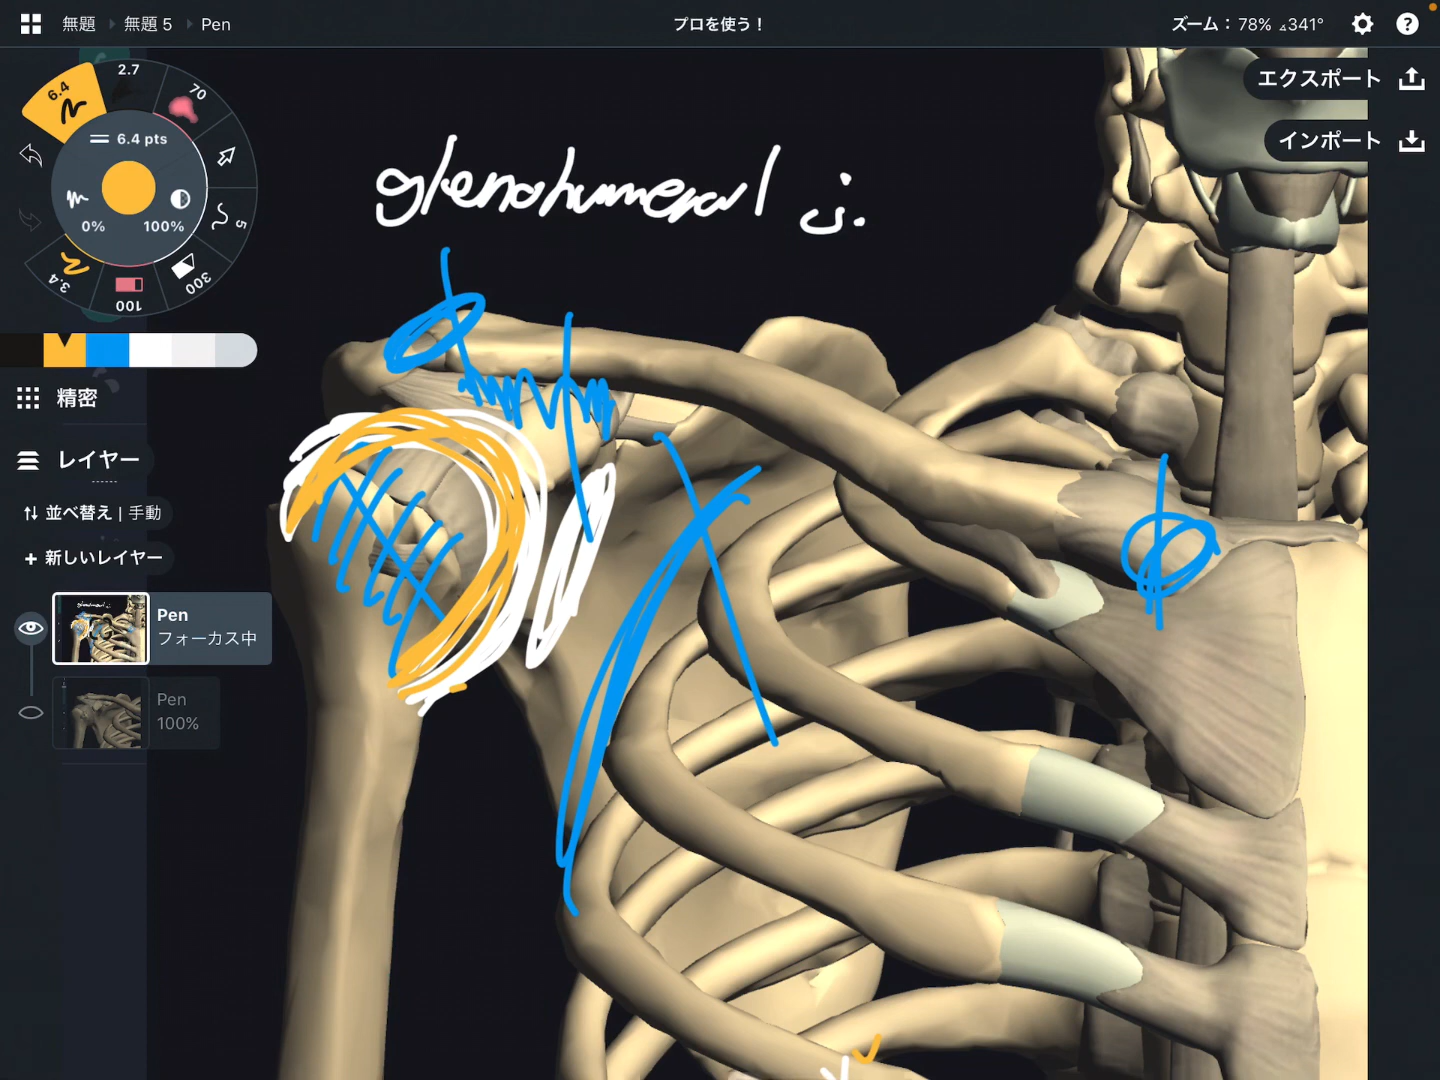 無題 無題 5 Pen プロを使う！ ズーム： 78% ⊿341°
エクスポート
インポート
2.7
6.4
70
6.4 pts
5
0% 100%
3.4
100
300
glenohumeral j.
精密
レイヤー
並べ替え | 手動
+ 新しいレイヤー
Pen
フォーカス中
Pen
100%